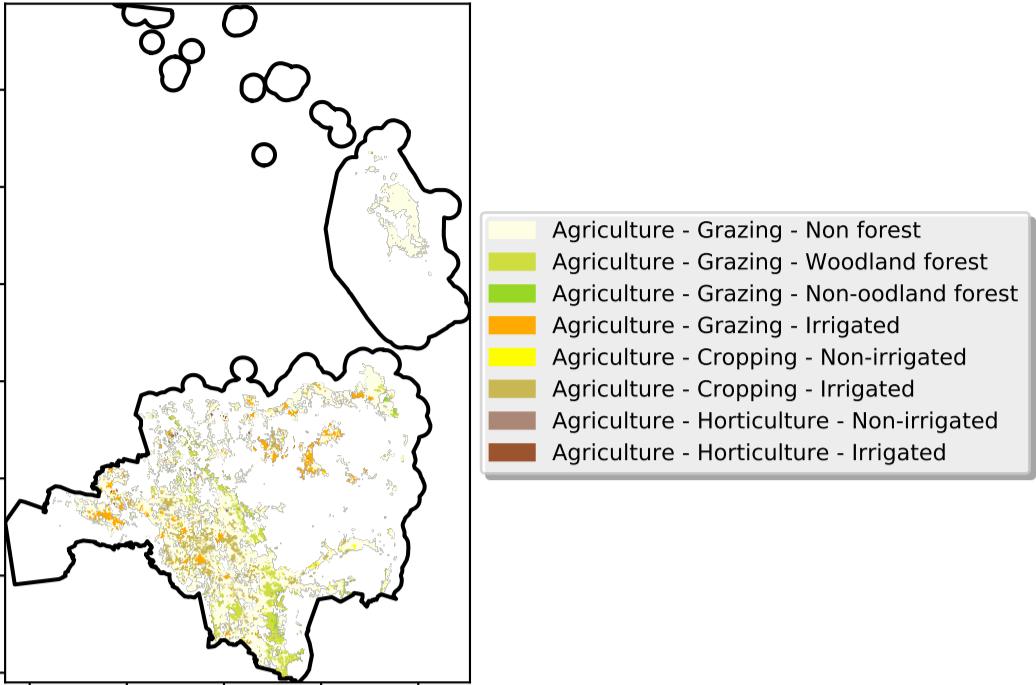 Agriculture - Grazing - Non forest
Agriculture - Grazing - Woodland forest
Agriculture - Grazing - Non-oodland forest
Agriculture - Grazing - Irrigated
Agriculture - Cropping - Non-irrigated
Agriculture - Cropping - Irrigated
Agriculture - Horticulture - Non-irrigated
Agriculture - Horticulture - Irrigated